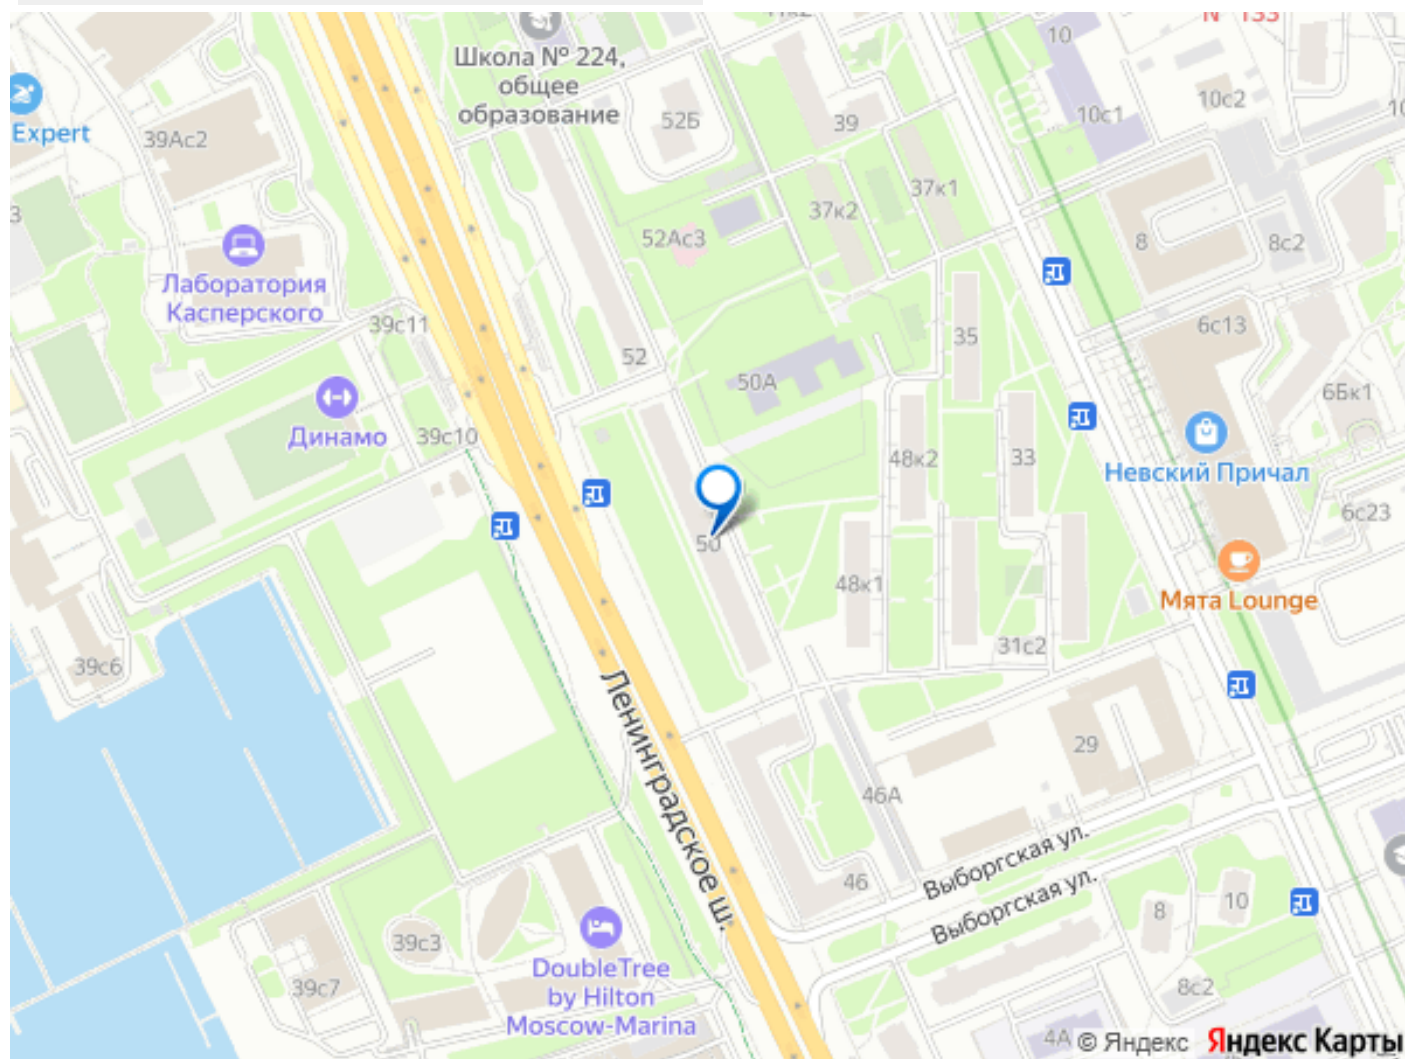 10
Школа № 224,
общее
образование
Expert
39Ас2
52Б
39
10с1
10с2
37к1
37к2
52Ас3
8
8с2
Лаборатория
Касперского
39с11
52
35
6с13
50А
6Бк1
Динамо
39с10
48к2
33
Невский Причал
6с23
50
48к1
Мята Lounge
31с2
39с6
Ленинградское ш.
29
46А
46
Выборгская ул.
Выборгская ул.
8
10
39с3
39с7
DoubleTree
by Hilton
Moscow-Marina
8с2
4А
© Яндекс
Яндекс Карты